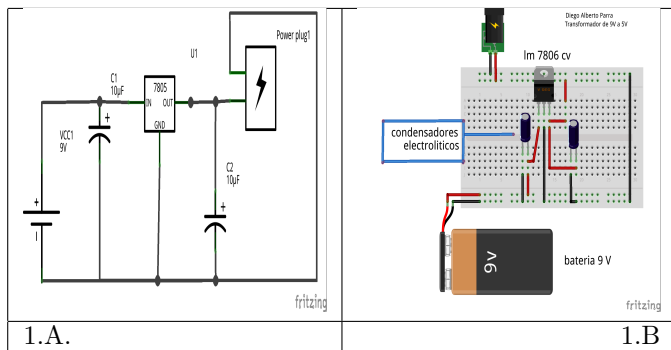 Power plug1
U1
C1
10µF
7805
IN
OUT
GND
VCC1
9V
C2
10µF
fritzing
1.A.
Diego Alberto Parra
Transformador de 9V a 5V
lm 7806 cv
condensadores
electroliticos
9v
bateria 9 V
fritzing
1.B